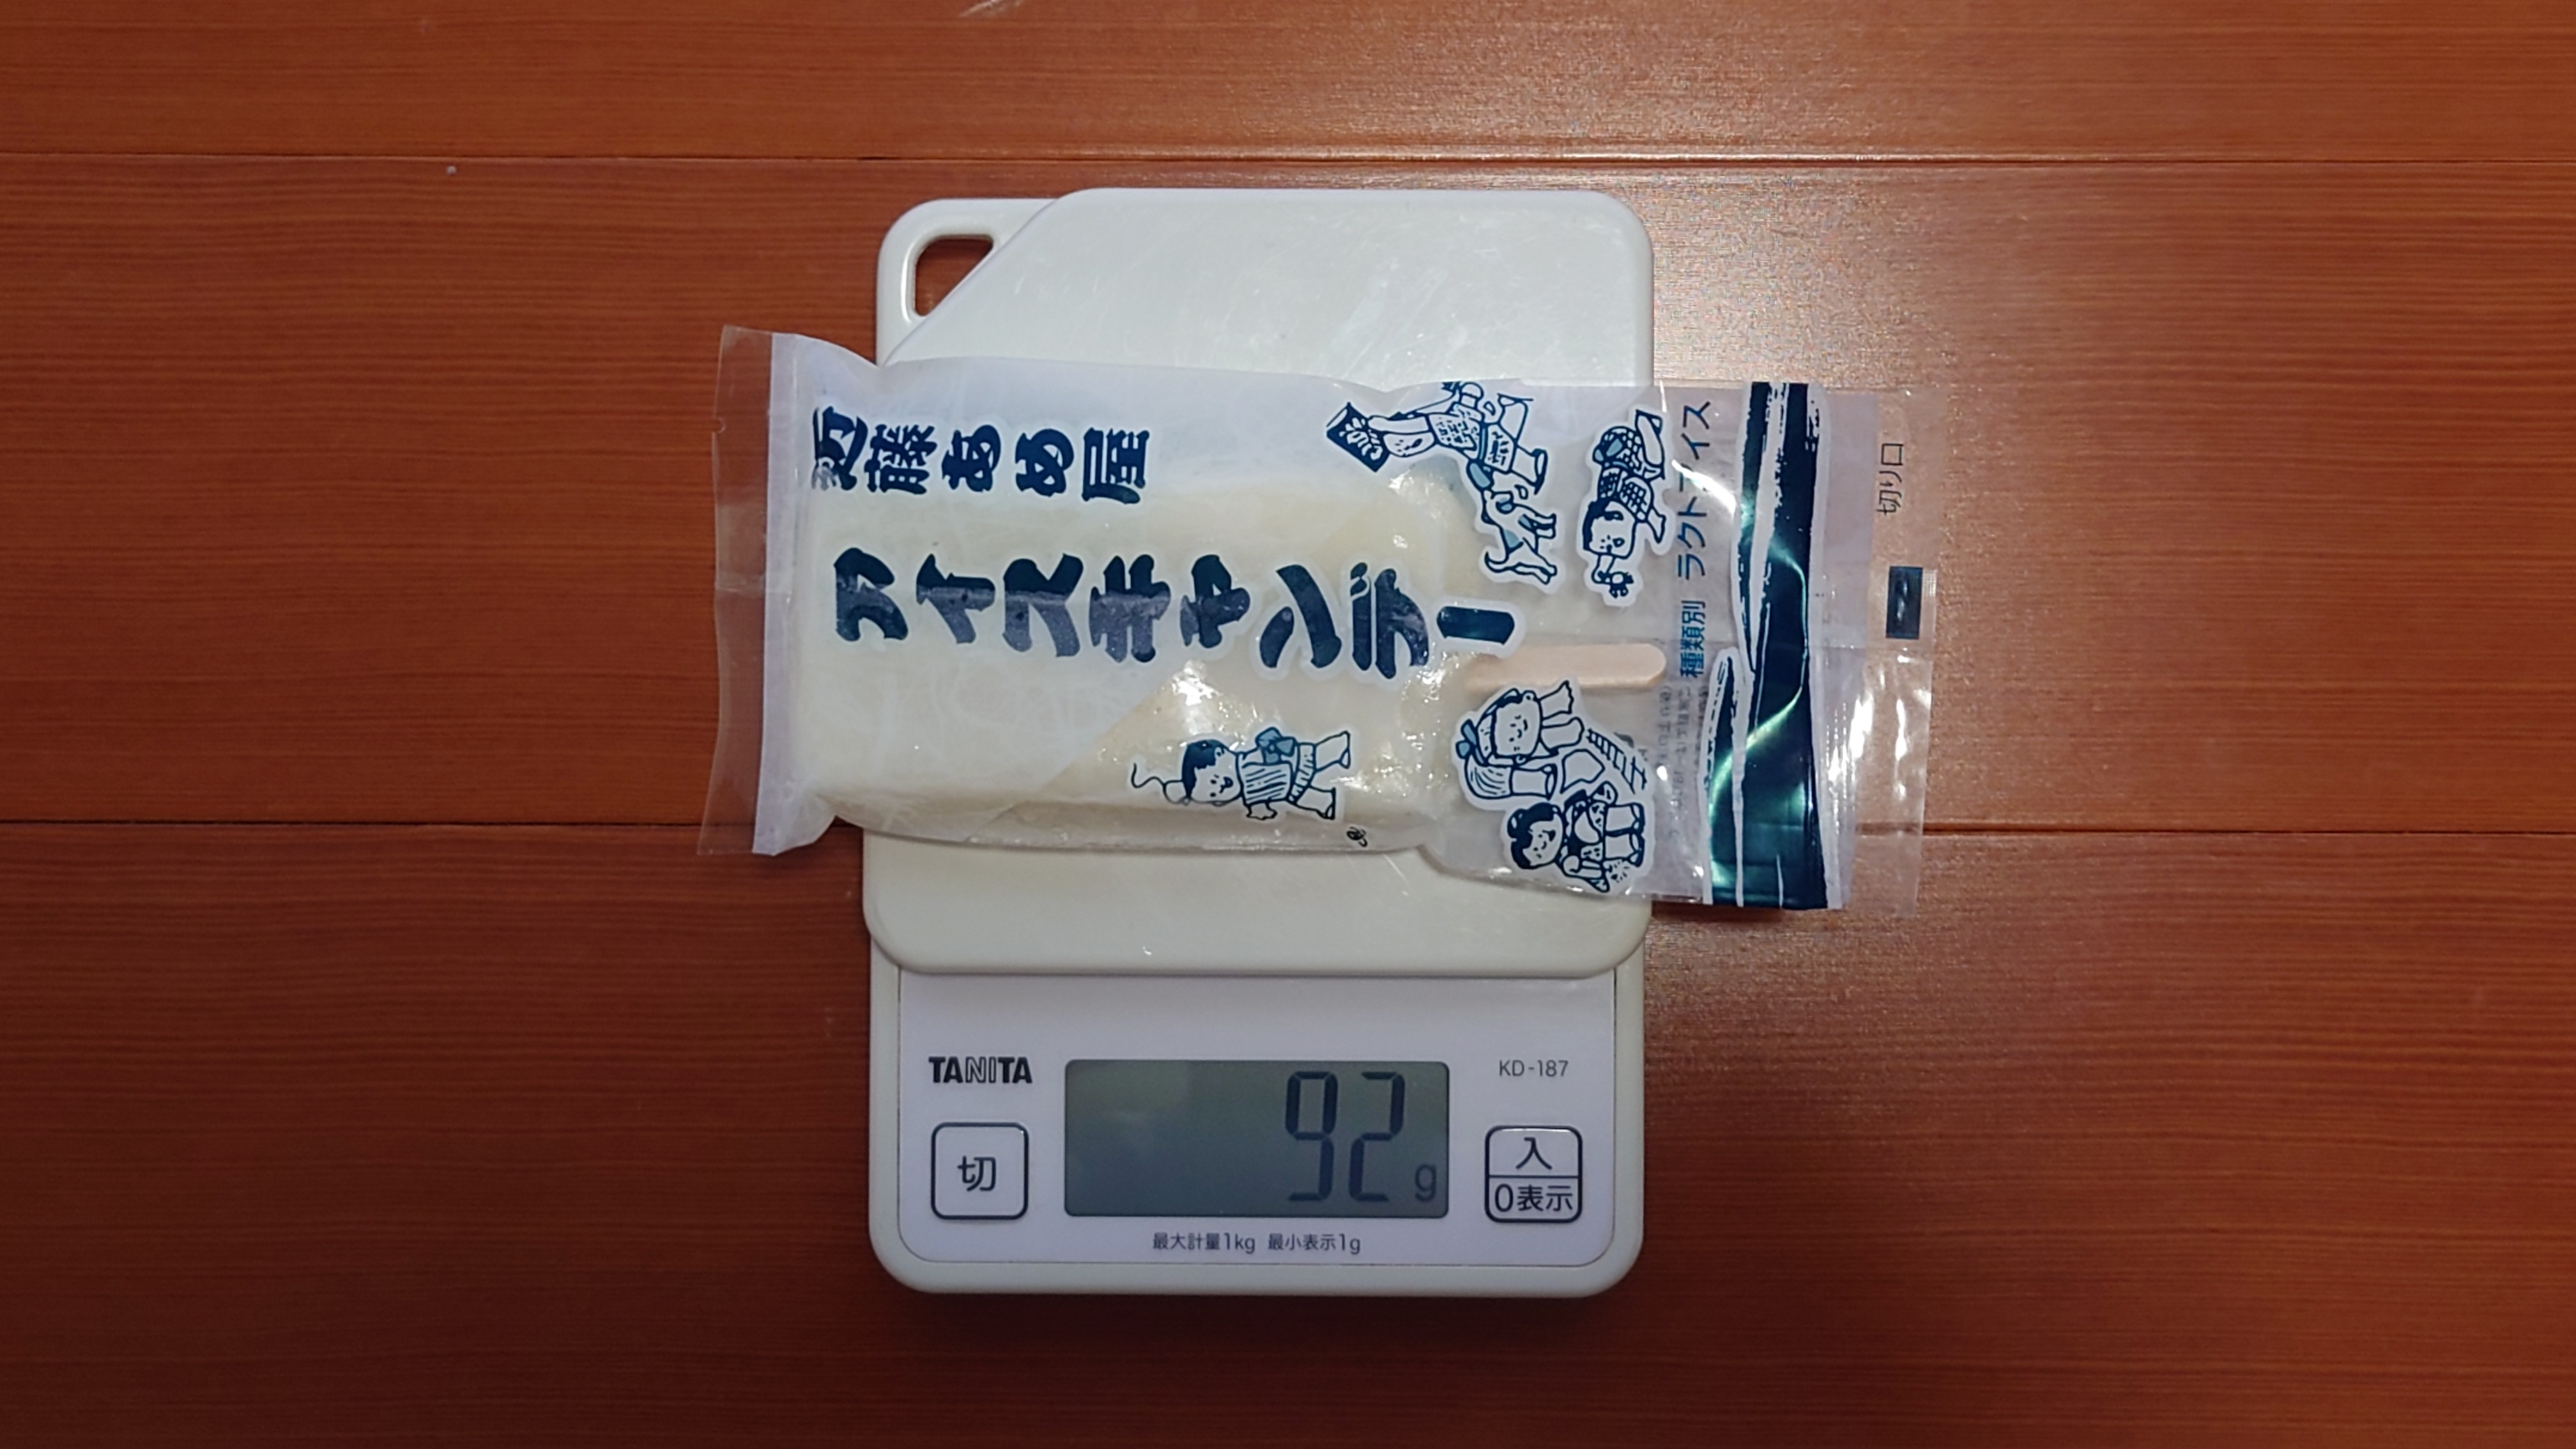 近藤あめ屋
アイスキャンデー
種類別 ラクトアイス
切り口
TANITA
KD-187
92g
切
入
0表示
最大計量1kg 最小表示1g